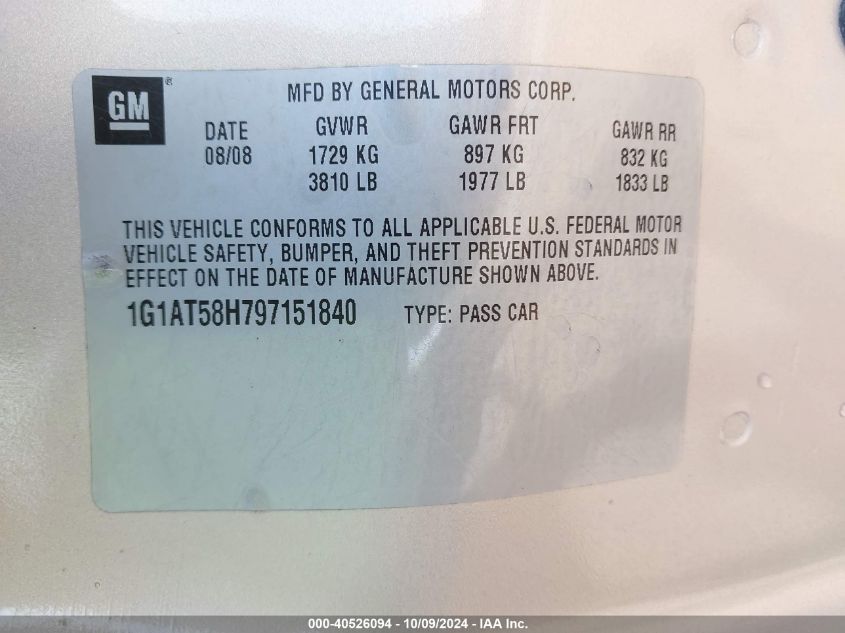 GM ®
MFD BY GENERAL MOTORS CORP.
DATE GVWR GAWR FRT GAWR RR
08/08 1729 KG 897 KG 832 KG
3810 LB 1977 LB 1833 LB
THIS VEHICLE CONFORMS TO ALL APPLICABLE U.S. FEDERAL MOTOR
VEHICLE SAFETY, BUMPER, AND THEFT PREVENTION STANDARDS IN
EFFECT ON THE DATE OF MANUFACTURE SHOWN ABOVE.
1G1AT58H797151840 TYPE: PASS CAR
000-40526094 - 10/09/2024 - IAA Inc.